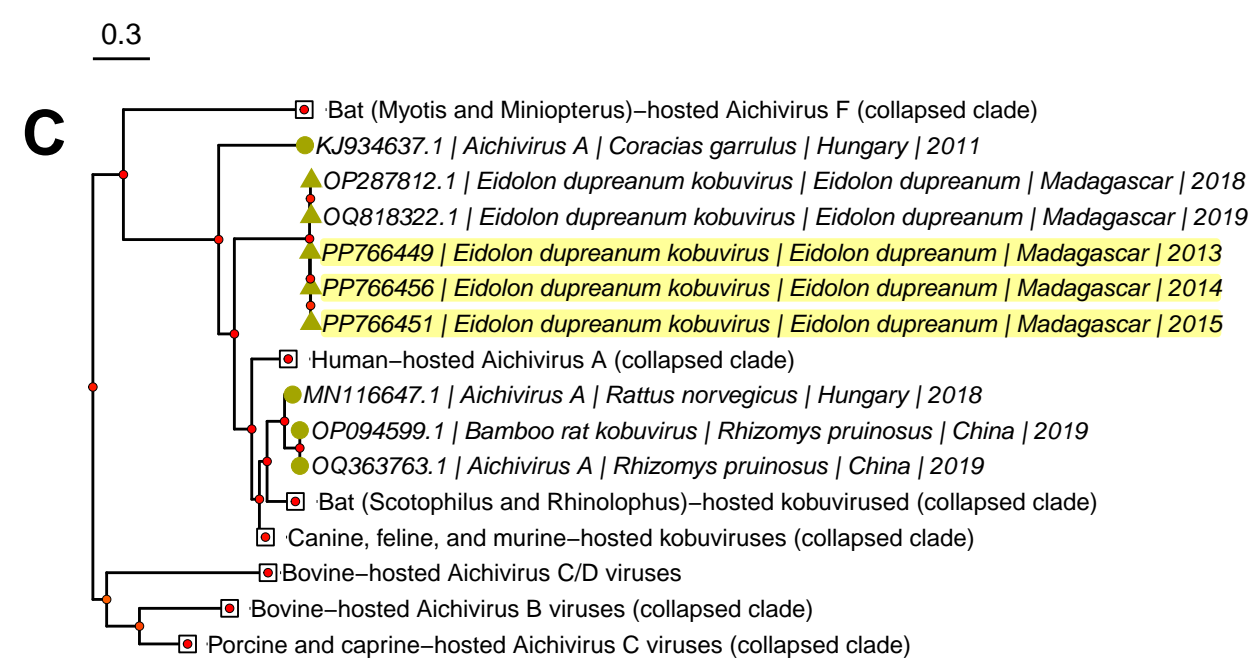 0.3
C
Bat (Myotis and Miniopterus)−hosted Aichivirus F (collapsed clade)
KJ934637.1 | Aichivirus A | Coracias garrulus | Hungary | 2011
OP287812.1 | Eidolon dupreanum kobuvirus | Eidolon dupreanum | Madagascar | 2018
OQ818322.1 | Eidolon dupreanum kobuvirus | Eidolon dupreanum | Madagascar | 2019
PP766449 | Eidolon dupreanum kobuvirus | Eidolon dupreanum | Madagascar | 2013
PP766456 | Eidolon dupreanum kobuvirus | Eidolon dupreanum | Madagascar | 2014
PP766451 | Eidolon dupreanum kobuvirus | Eidolon dupreanum | Madagascar | 2015
Human−hosted Aichivirus A (collapsed clade)
MN116647.1 | Aichivirus A | Rattus norvegicus | Hungary | 2018
OP094599.1 | Bamboo rat kobuvirus | Rhizomys pruinosus | China | 2019
OQ363763.1 | Aichivirus A | Rhizomys pruinosus | China | 2019
Bat (Scotophilus and Rhinolophus)−hosted kobuvirused (collapsed clade)
Canine, feline, and murine−hosted kobuviruses (collapsed clade)
Bovine−hosted Aichivirus C/D viruses
Bovine−hosted Aichivirus B viruses (collapsed clade)
Porcine and caprine−hosted Aichivirus C viruses (collapsed clade)